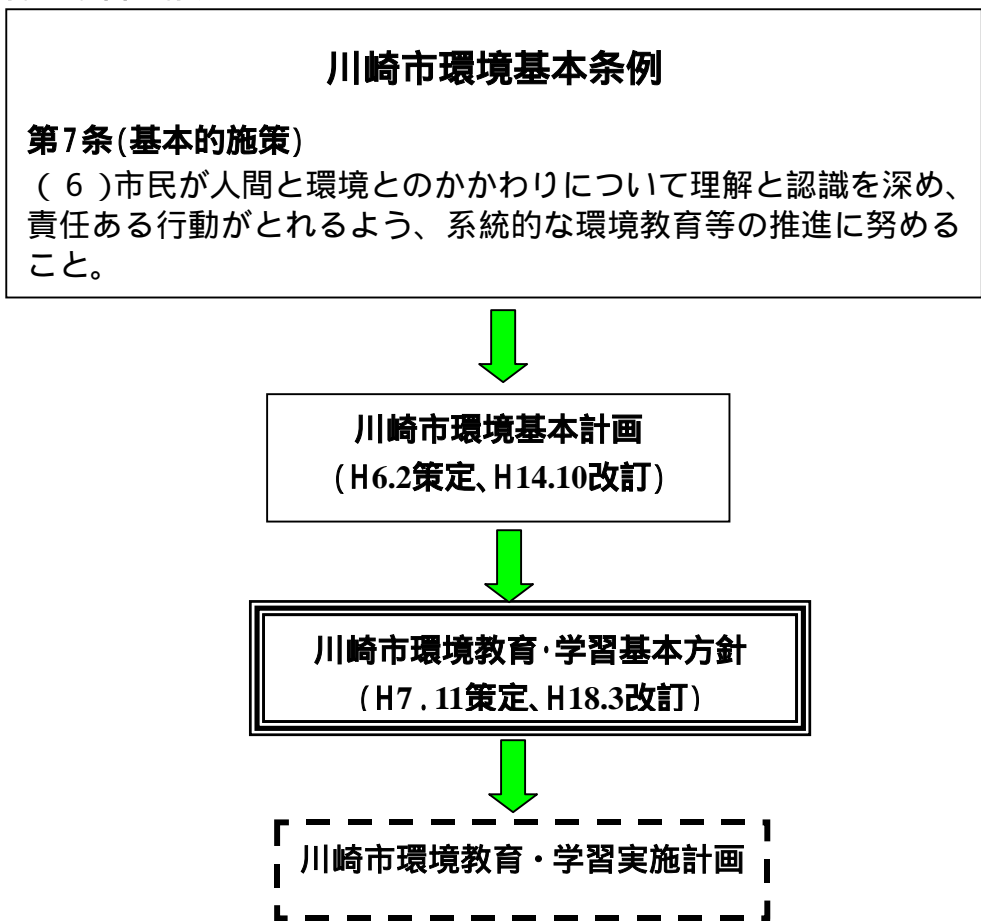 川崎市環境基本条例
第7条(基本的施策)
(6)市民が人間と環境とのかかわりについて理解と認識を深め、
責任ある行動がとれるよう、系統的な環境教育等の推進に努める
こと。
川崎市環境基本計画
(H6.2策定、H14.10改訂)
川崎市環境教育・学習基本方針
(H7.11策定、H18.3改訂)
川崎市環境教育・学習実施計画